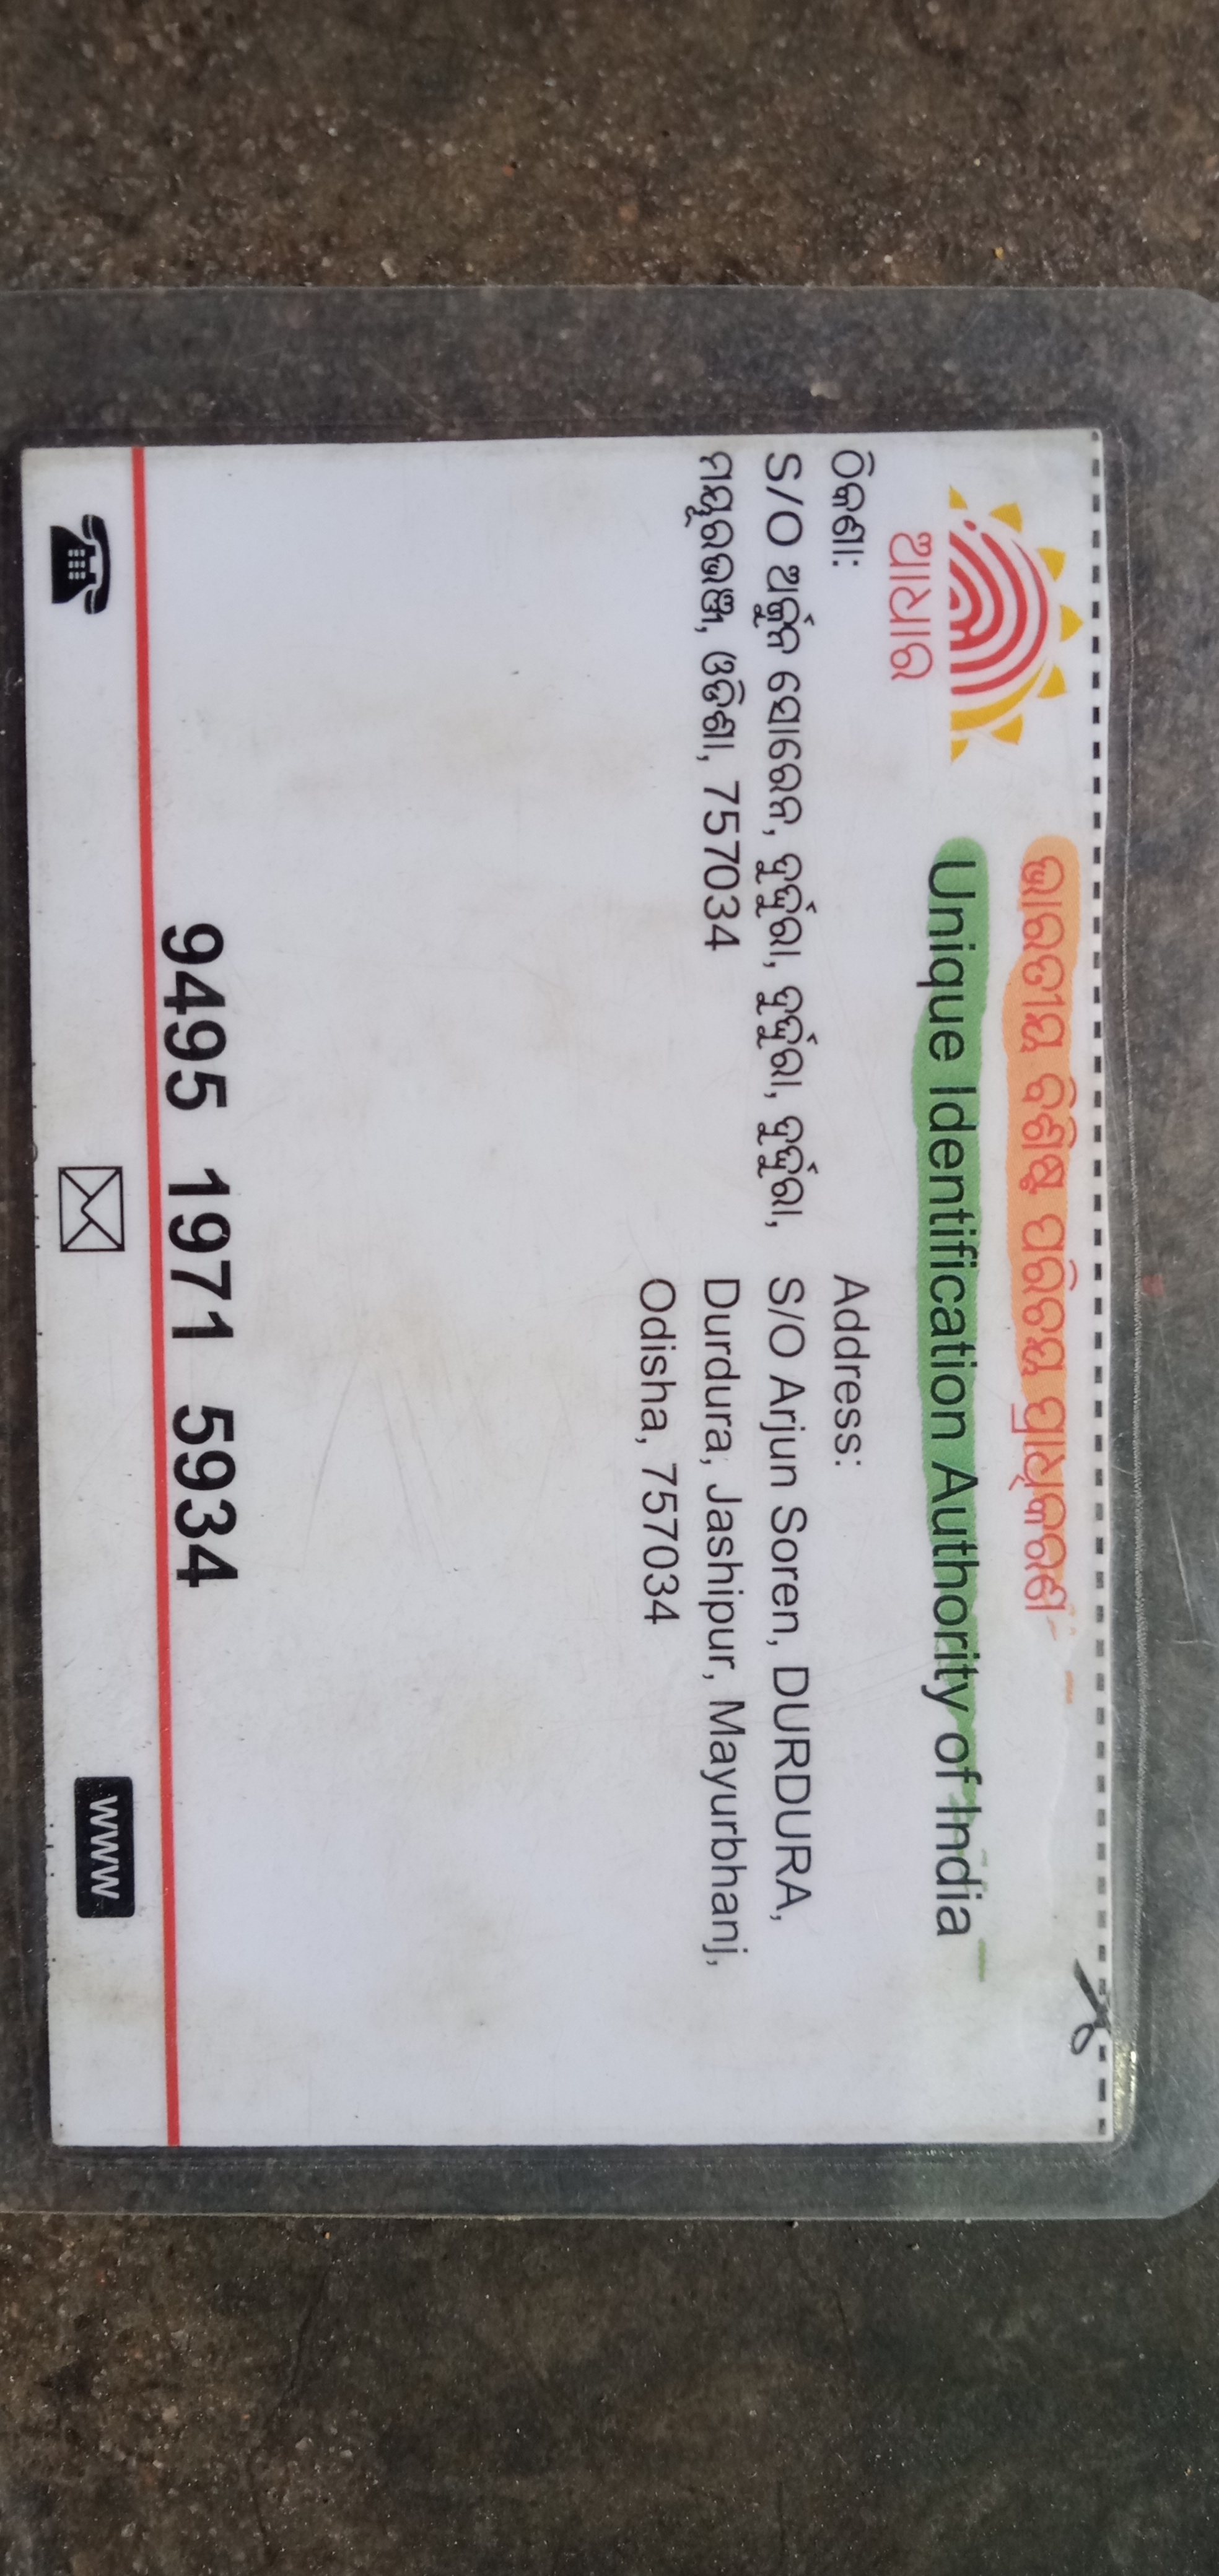 ଭାରତୀୟ ବିଶିଷ୍ଟ ପରିଚୟ ପ୍ରାଧିକରଣ
Unique Identification Authority of India
ଆଧାର
ଠିକଣା:
S/O ଅର୍ଜୁନ ସୋରେନ, ଦୁର୍ଦୁରା, ଦୁର୍ଦୁରା, ଦୁର୍ଦୁରା,
ମୟୂରଭଞ୍ଜ, ଓଡିଶା, 757034
Address:
S/O Arjun Soren, DURDURA,
Durdura, Jashipur, Mayurbhanj,
Odisha, 757034
9495 1971 5934
www